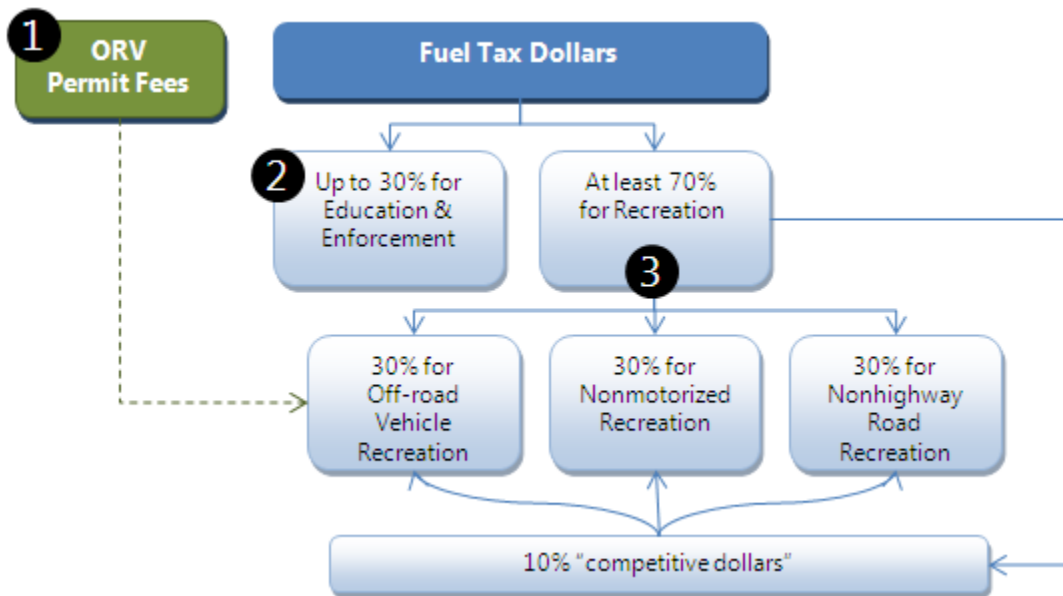 1
ORV
Permit Fees
Fuel Tax Dollars
2
Up to 30% for
Education &
Enforcement
At least 70%
for Recreation
3
30% for
Off-road
Vehicle
Recreation
30% for
Nonmotorized
Recreation
30% for
Nonhighway
Road
Recreation
10% “competitive dollars”